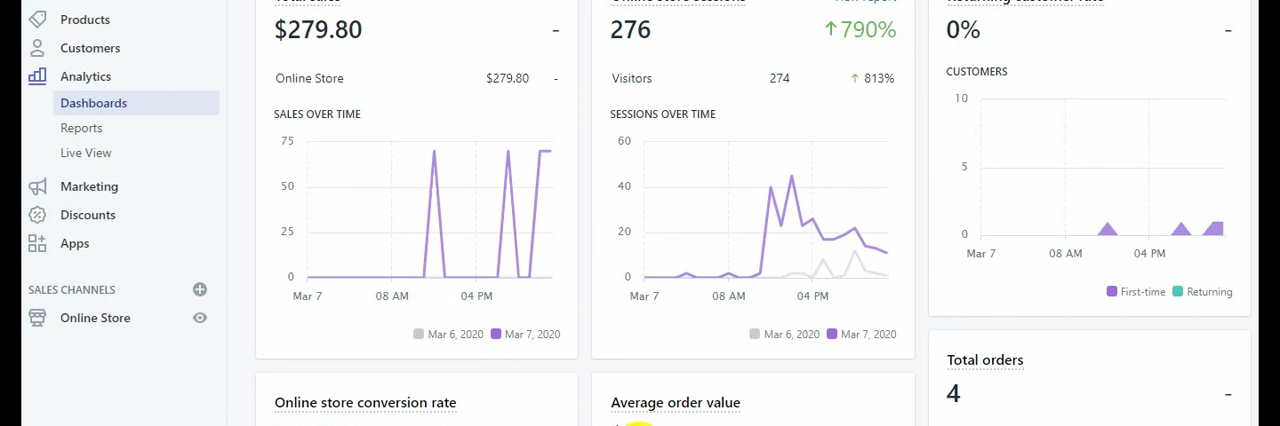 Products
Customers
Analytics
Dashboards
Reports
Live View
Marketing
Discounts
Apps
SALES CHANNELS
Online Store
$279.80 -
Online Store $279.80 -
SALES OVER TIME
75
50
25
0
Mar 7 08 AM 04 PM
Mar 6, 2020 Mar 7, 2020
276 790%
Visitors 274 813%
SESSIONS OVER TIME
60
40
20
0
Mar 7 08 AM 04 PM
Mar 6, 2020 Mar 7, 2020
Returning customer rate
0% -
CUSTOMERS
10
5
0
Mar 7 08 AM 04 PM
First-time Returning
Online store conversion rate
Average order value
Total orders
4 -